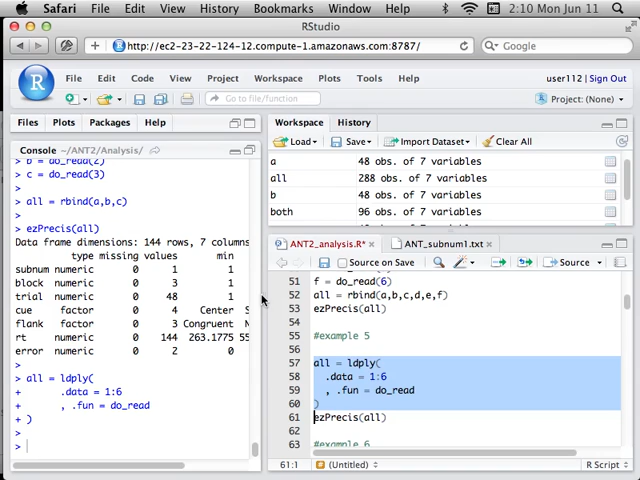 Safari File Edit View History Bookmarks Window Help 2:10 Mon Jun 11
RStudio
http://ec2-23-22-124-12.compute-1.amazonaws.com:8787/
Google
File Edit Code View Project Workspace Plots Tools Help
user112 | Sign Out
Go to file/function
Project: (None)
Files Plots Packages Help
Console ~/ANT2/Analysis/
> b = do_read(2)
> c = do_read(3)
>
> all = rbind(a,b,c)
>
> ezPrecis(all)
Data frame dimensions: 144 rows, 7 columns
type missing values min
subnum numeric 0 1 1
block numeric 0 3 1
trial numeric 0 48 1
cue factor 0 4 Center S
flank factor 0 3 Congruent N
rt numeric 0 144 263.1775 55
error numeric 0 2 0
>
> all = ldply(
+ .data = 1:6
+ , .fun = do_read
+ )
>
>
Workspace History
Load Save Import Dataset Clear All
a 48 obs. of 7 variables
all 288 obs. of 7 variables
b 48 obs. of 7 variables
both 96 obs. of 7 variables
ANT2_analysis.R* ANT_subnum1.txt
Source on Save Source
51 f = do_read(6)
52 all = rbind(a,b,c,d,e,f)
53 ezPrecis(all)
54
55 #example 5
56
57 all = ldply(
58 .data = 1:6
59 , .fun = do_read
60 )
61 ezPrecis(all)
62
63 #example 6
61:1 (Untitled) R Script